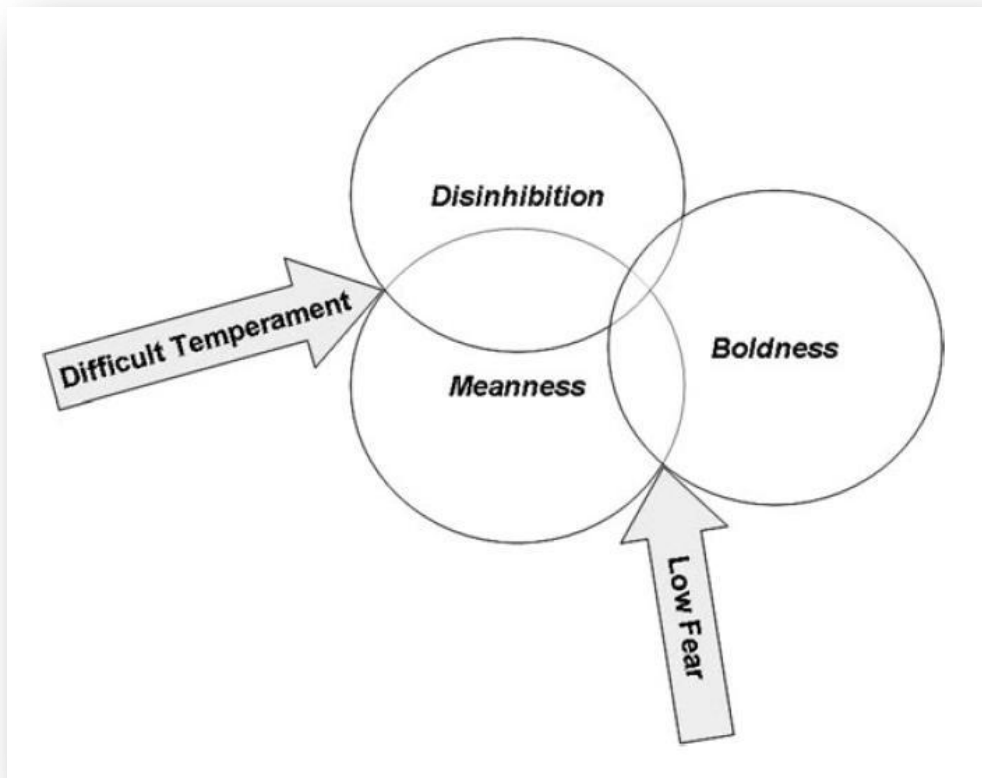 Disinhibition
Difficult Temperament
Boldness
Meanness
Low Fear